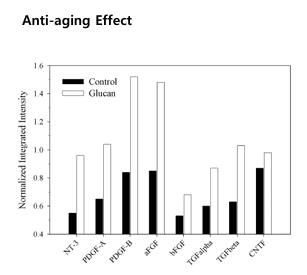 Anti-aging Effect
1.6
1.4
1.2
1.0
0.8
0.6
0.4
Normalized Integrated Intensity
Control
Glucan
NT-3
PDGF-A
PDGF-B
aFGF
bFGF
TGFalpha
TGFbeta
CNTF